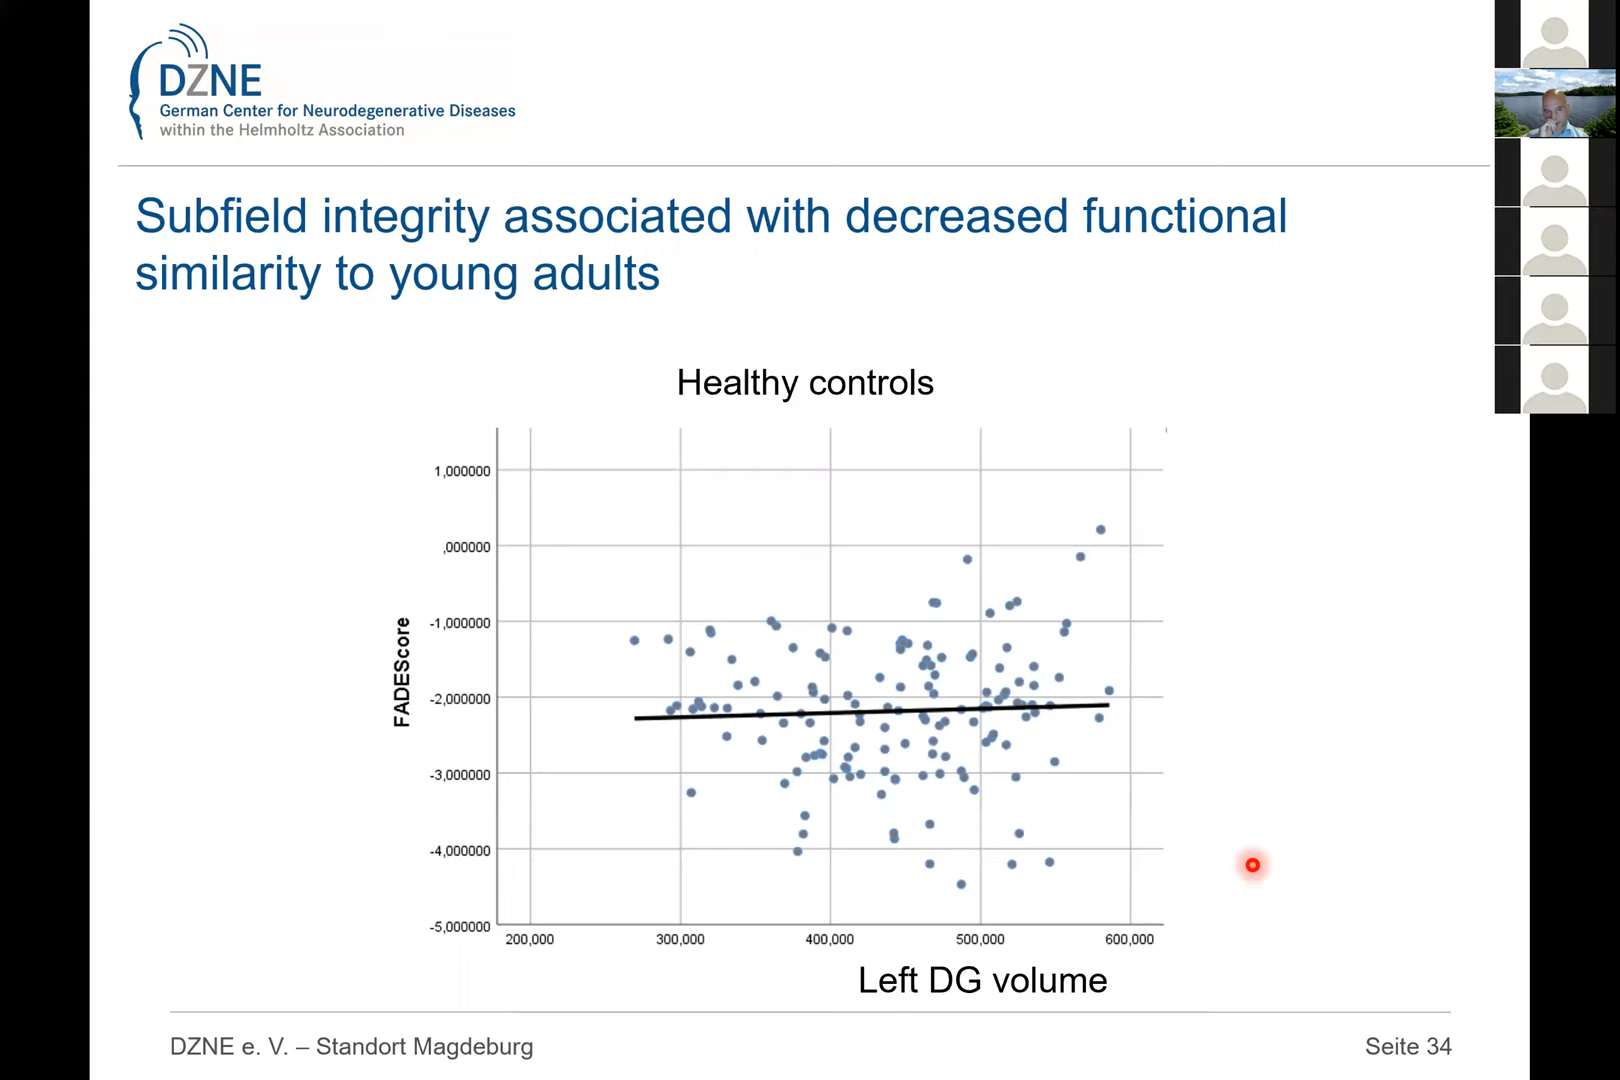 DZNE
German Center for Neurodegenerative Diseases
within the Helmholtz Association
Subfield integrity associated with decreased functional
similarity to young adults
Healthy controls
1,000000
,000000
-1,000000
-2,000000
-3,000000
-4,000000
-5,000000
FADEScore
200,000 300,000 400,000 500,000 600,000
Left DG volume
DZNE e. V. – Standort Magdeburg Seite 34